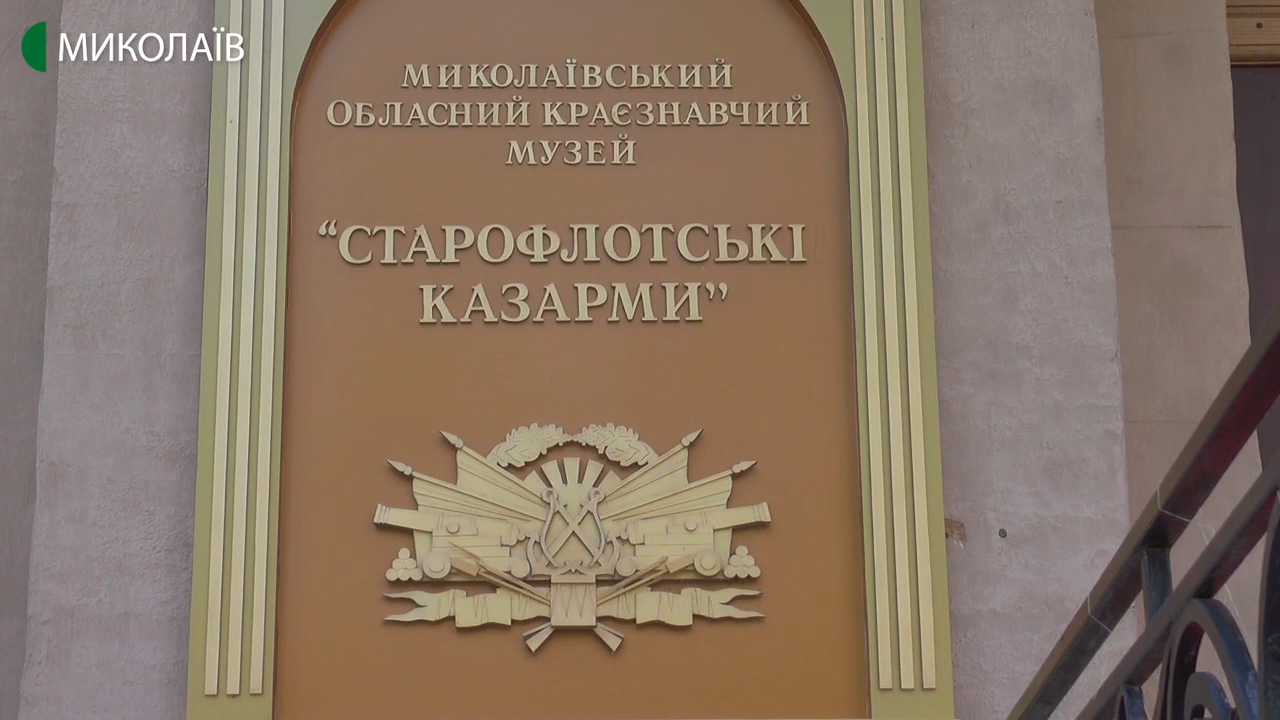 МИКОЛАЇВ
МИКОЛАЇВСЬКИЙ
ОБЛАСНИЙ КРАЄЗНАВЧИЙ
МУЗЕЙ
“СТАРОФЛОТСЬКІ
КАЗАРМИ”